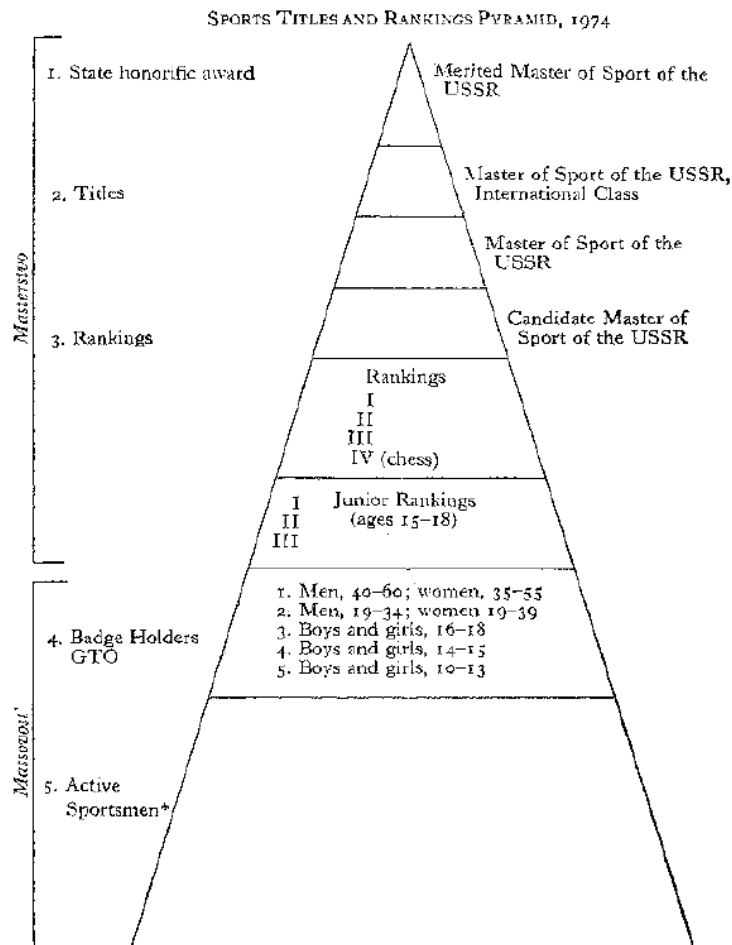 SPORTS TITLES AND RANKINGS PYRAMID, 1974
1. State honorific award
Merited Master of Sport of the
USSR
2. Titles
Master of Sport of the USSR,
International Class
Master of Sport of the
USSR
Masterstvo
3. Rankings
Candidate Master of
Sport of the USSR
Rankings
I
II
III
IV (chess)
Junior Rankings
(ages 15–18)
I
II
III
4. Badge Holders
GTO
1. Men, 40–60; women, 35–55
2. Men, 19–34; women 19–39
3. Boys and girls, 16–18
4. Boys and girls, 14–15
5. Boys and girls, 10–13
Massovost'
5. Active
Sportsmen*